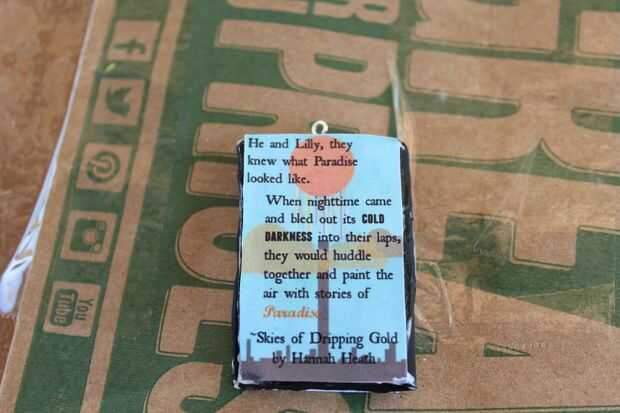 He and Lilly, they
knew what Paradise
looked like.
When nighttime came
and bled out its COLD
DARKNESS into their laps,
they would huddle
together and paint the
air with stories of
Paradise
~Skies of Dripping Gold
by Hannah Heath
You
Tube